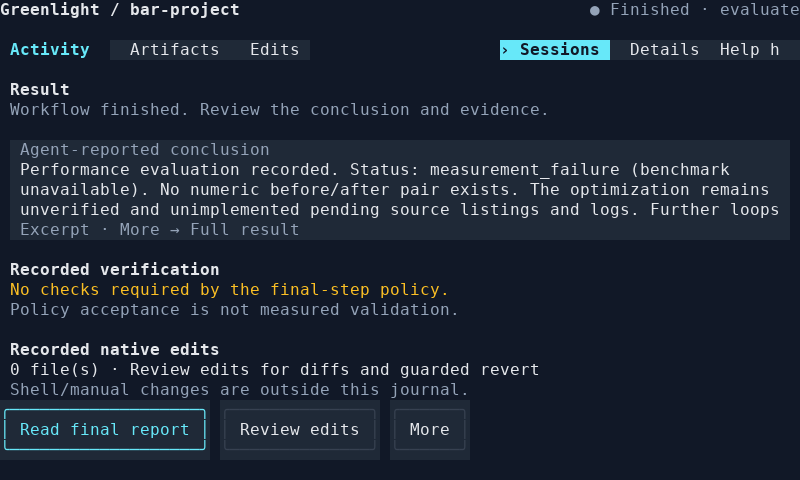 Greenlight / bar-project ● Finished · evaluate
Activity Artifacts Edits › Sessions Details Help h
Result
Workflow finished. Review the conclusion and evidence.
Agent-reported conclusion
Performance evaluation recorded. Status: measurement_failure (benchmark
unavailable). No numeric before/after pair exists. The optimization remains
unverified and unimplemented pending source listings and logs. Further loops
Excerpt · More → Full result
Recorded verification
No checks required by the final-step policy.
Policy acceptance is not measured validation.
Recorded native edits
0 file(s) · Review edits for diffs and guarded revert
Shell/manual changes are outside this journal.
Read final report Review edits More